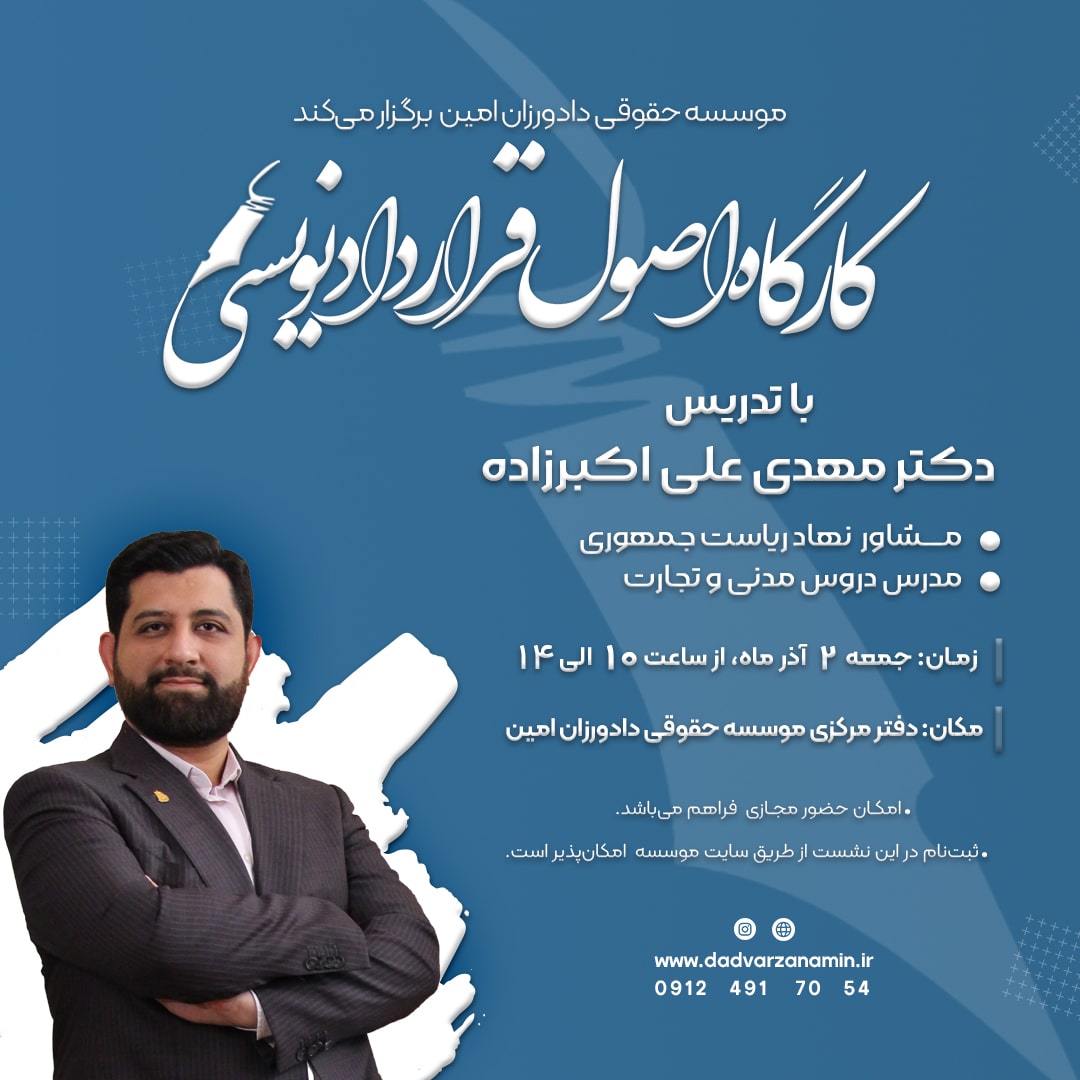 موسسه حقوقی دادورزان امین برگزار می‌کند
کارگاه اصول قرارداد نویسی
با تدریس
دکتر مهدی علی اکبرزاده
● مشاور نهاد ریاست جمهوری
● مدرس دروس مدنی و تجارت
زمان: جمعه ۲ آذر ماه، از ساعت ۱۰ الی ۱۴
مکان: دفتر مرکزی موسسه حقوقی دادورزان امین
• امکان حضور مجازی فراهم می‌باشد.
• ثبت‌نام در این نشست از طریق سایت موسسه امکان‌پذیر است.
www.dadvarzanamin.ir
0912 491 70 54